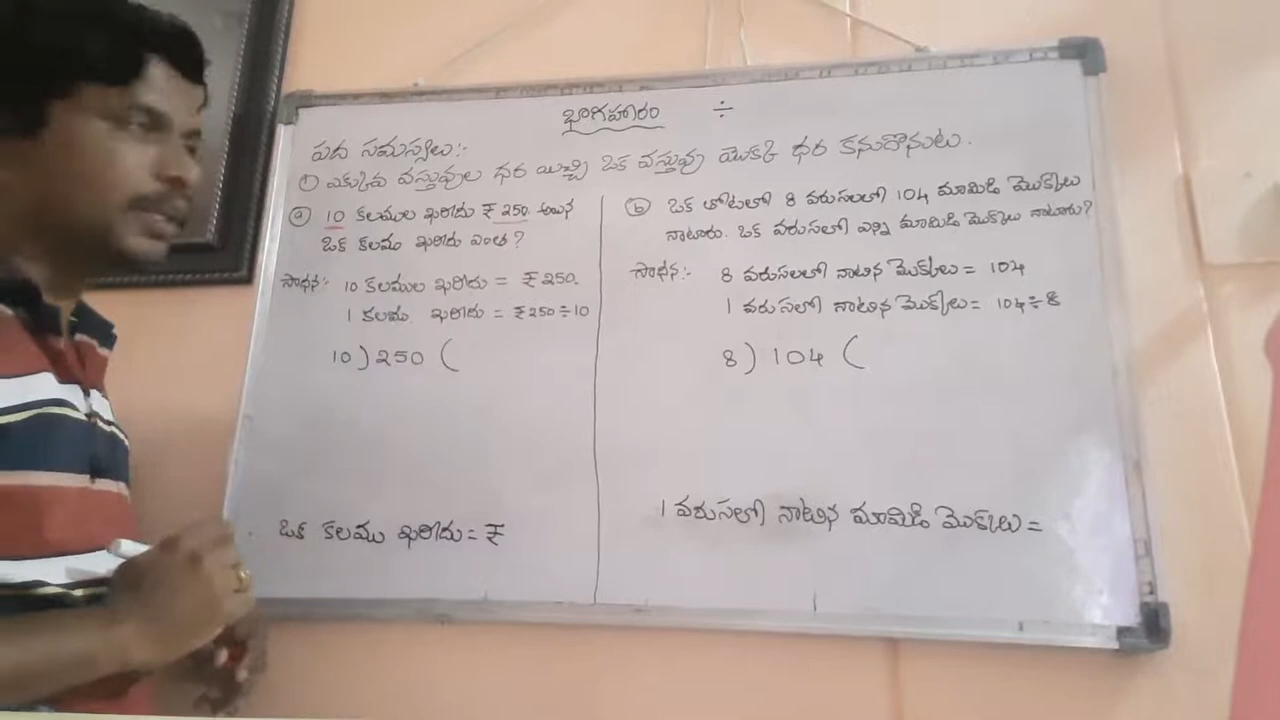 భాగహారం ÷
పద సమస్యలు:-
① ఎక్కువ వస్తువుల ధర యిచ్చి ఒక వస్తువు యొక్క ధర కనుగొనుట.
ⓐ 10 కలముల ఖరీదు ₹ 250. అయిన
ఒక కలము ఖరీదు ఎంత?
సాధన:- 10 కలముల ఖరీదు = ₹250.
1 కలము ఖరీదు = ₹250÷10
10 ) 250 (
ఒక కలము ఖరీదు = ₹
ⓑ ఒక తోటలో 8 వరుసలలో 104 మామిడి మొక్కలు
నాటారు. ఒక వరుసలో ఎన్ని మామిడి మొక్కలు నాటారు?
సాధన:- 8 వరుసలలో నాటిన మొక్కలు = 104
1 వరుసలో నాటిన మొక్కలు = 104÷8
8 ) 104 (
1 వరుసలో నాటిన మామిడి మొక్కలు =